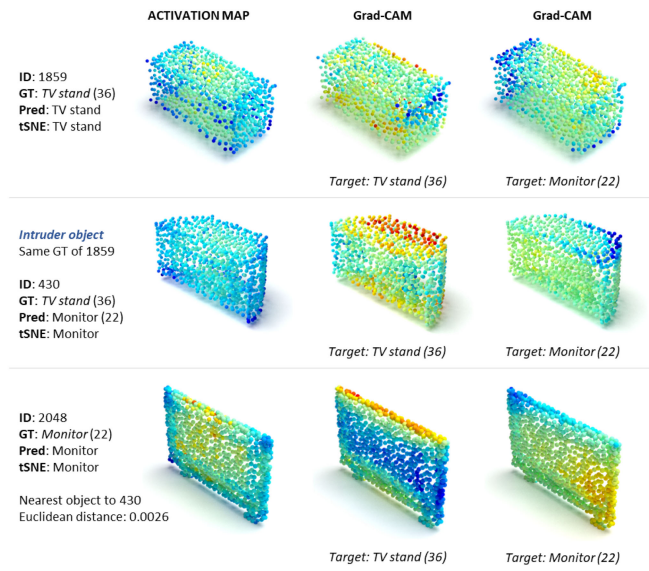 ACTIVATION MAP
Grad-CAM
Grad-CAM
ID: 1859
GT: TV stand (36)
Pred: TV stand
tSNE: TV stand
Target: TV stand (36)
Target: Monitor (22)
Intruder object
Same GT of 1859
ID: 430
GT: TV stand (36)
Pred: Monitor (22)
tSNE: Monitor
Target: TV stand (36)
Target: Monitor (22)
ID: 2048
GT: Monitor (22)
Pred: Monitor
tSNE: Monitor
Nearest object to 430
Euclidean distance: 0.0026
Target: TV stand (36)
Target: Monitor (22)